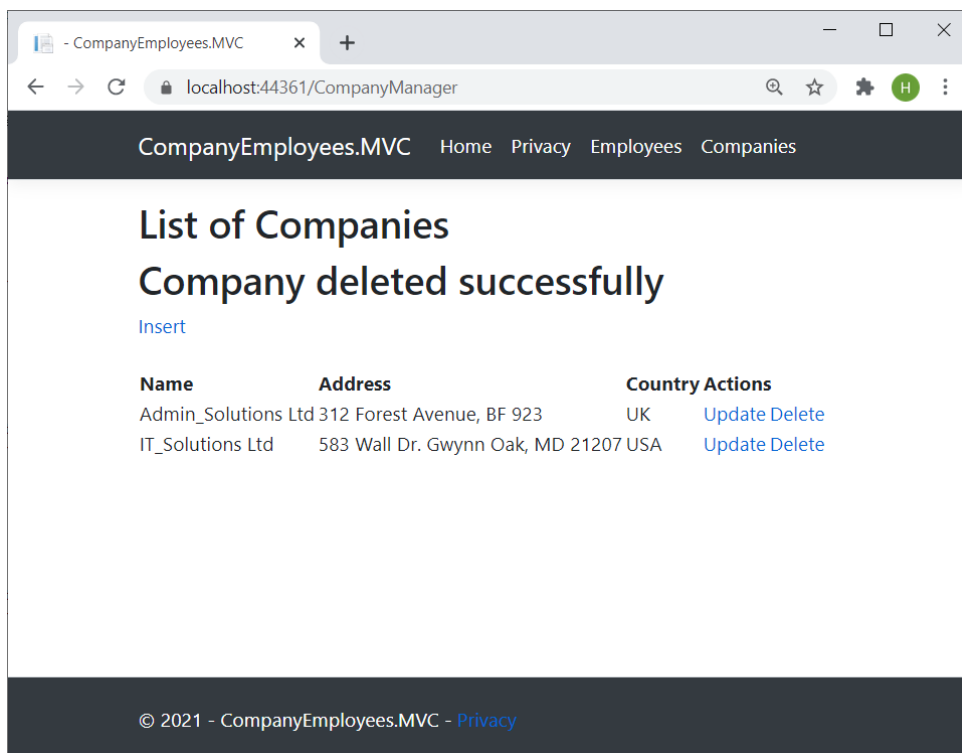 - CompanyEmployees.MVC
localhost:44361/CompanyManager
H
CompanyEmployees.MVC Home Privacy Employees Companies
List of Companies
Company deleted successfully
Insert
Name Address Country Actions
Admin_Solutions Ltd 312 Forest Avenue, BF 923 UK Update Delete
IT_Solutions Ltd 583 Wall Dr. Gwynn Oak, MD 21207 USA Update Delete
© 2021 - CompanyEmployees.MVC - Privacy